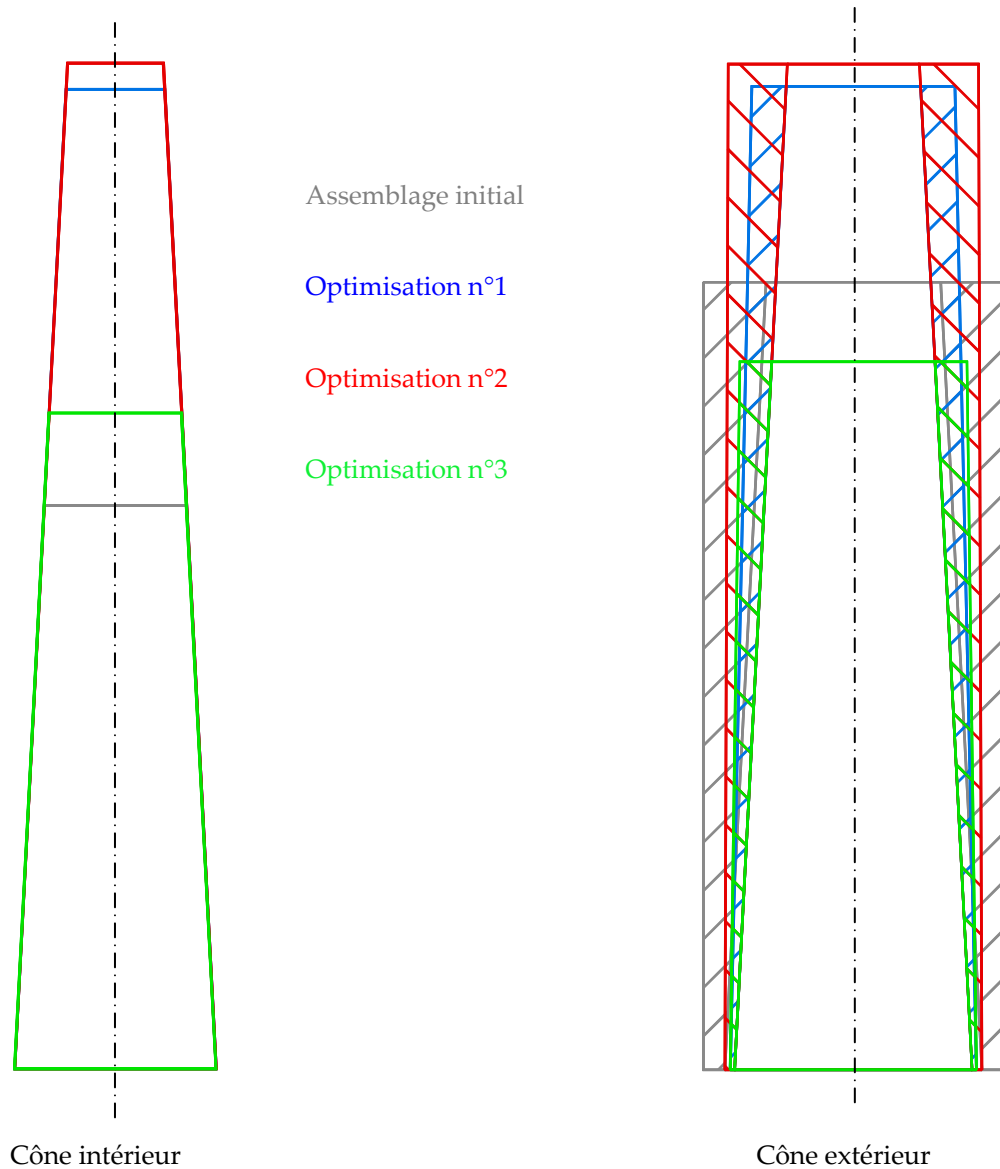 Assemblage initial
Optimisation n°1
Optimisation n°2
Optimisation n°3
Cône intérieur
Cône extérieur